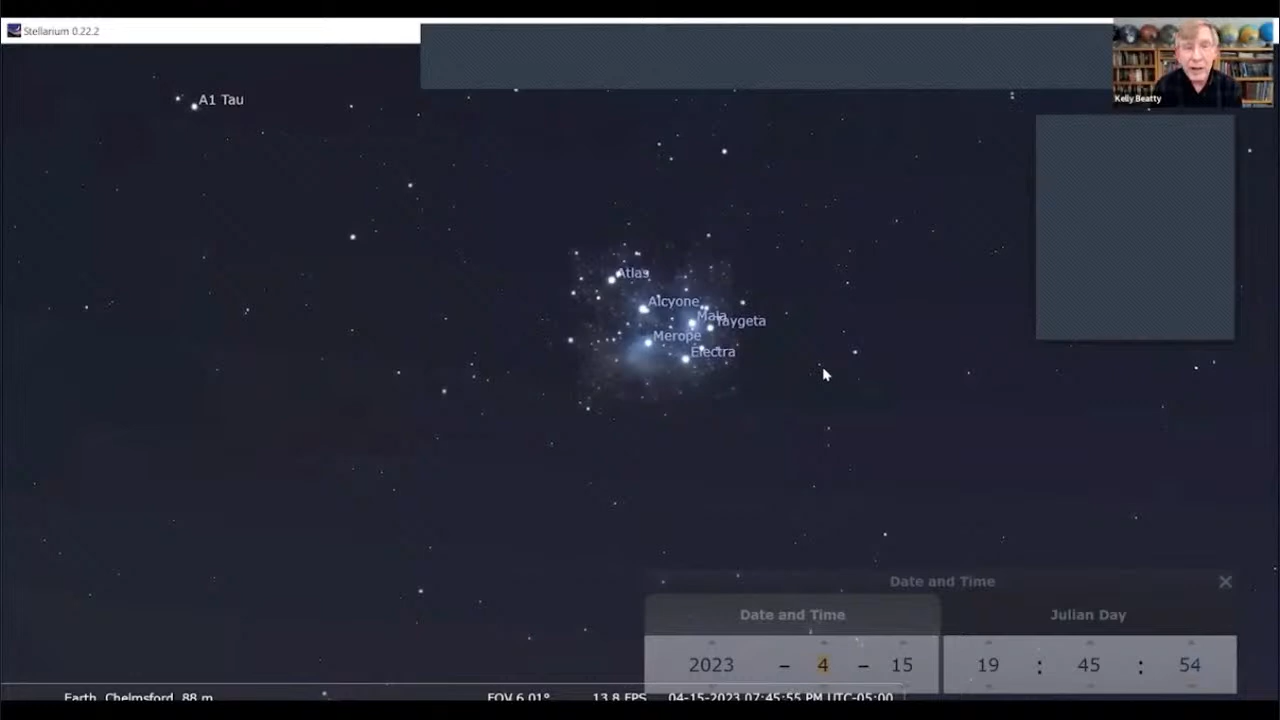 Stellarium 0.22.2
Kelly Beatty
A1 Tau
Atlas
Alcyone
Maia
Taygeta
Merope
Electra
Date and Time
Date and Time
Julian Day
2023 - 4 - 15 19 : 45 : 54
Earth, Chelmsford, 88 m FOV 6.01° 13.8 FPS 04-15-2023 07:45:55 PM UTC-05:00